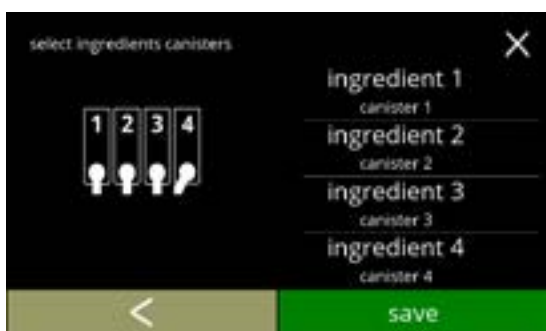 select ingredients canisters
1 2 3 4
ingredient 1
canister 1
ingredient 2
canister 2
ingredient 3
canister 3
ingredient 4
canister 4
save